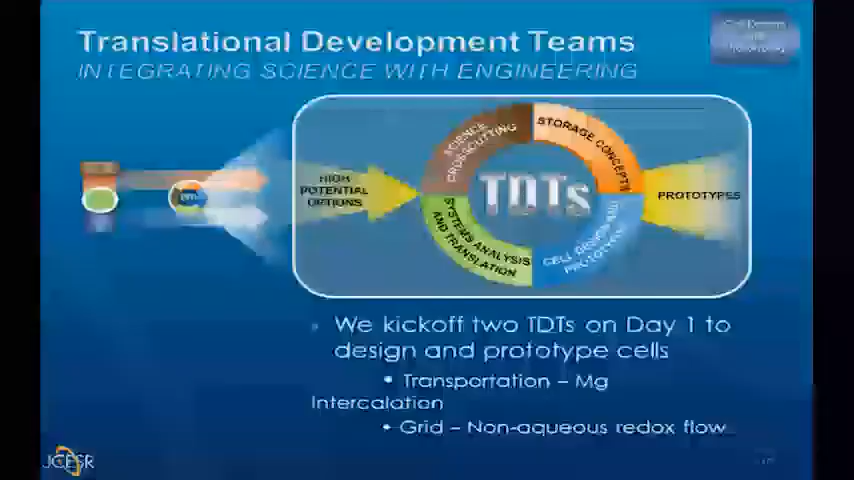 Translational Development Teams
INTEGRATING SCIENCE WITH ENGINEERING
HIGH
POTENTIAL
OPTIONS
SCIENCE
CROSSCUTTING
STORAGE CONCEPTS
TDTs
SYSTEMS ANALYSIS
AND TRANSLATION
CELL DESIGN AND
PROTOTYPING
PROTOTYPES
We kickoff two TDTs on Day 1 to
design and prototype cells
• Transportation – Mg
Intercalation
• Grid – Non-aqueous redox flow
JCESR